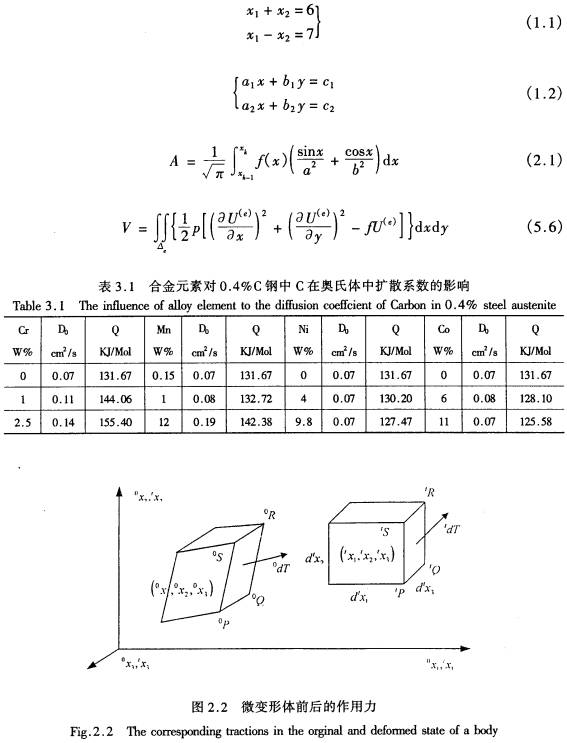 x₁ + x₂ = 6
x₁ − x₂ = 7 (1.1)
a₁x + b₁y = c₁
a₂x + b₂y = c₂ (1.2)
A = 1/√π ∫_{x_{k−1}}^{x_k} f(x)(sinx/a² + cosx/b²)dx (2.1)
V = ∬_{Δ_e}{1/2 p[(∂U^{(e)}/∂x)² + (∂U^{(e)}/∂y)² − fU^{(e)}]}dxdy (5.6)
表 3.1 合金元素对 0.4%C 钢中 C 在奥氏体中扩散系数的影响
Table 3.1 The influence of alloy element to the diffusion coeffcient of Carbon in 0.4% steel austenite
Cr D₀ Q Mn D₀ Q Ni D₀ Q Co D₀ Q
W% cm²/s KJ/Mol W% cm²/s KJ/Mol W% cm²/s KJ/Mol W% cm²/s KJ/Mol
0 0.07 131.67 0.15 0.07 131.67 0 0.07 131.67 0 0.07 131.67
1 0.11 144.06 1 0.08 132.72 4 0.07 130.20 6 0.08 128.10
2.5 0.14 155.40 12 0.19 142.38 9.8 0.07 127.47 11 0.07 125.58
⁰R
ᵗR
⁰S
ᵗS
ᵗdT
(⁰x₁,⁰x₂,⁰x₃)
⁰dT
(ᵗx₁,ᵗx₂,ᵗx₃)
⁰Q
ᵗQ
⁰P
dᵗx₁
ᵗP
dᵗx₃
⁰x₃,ᵗx₃
⁰x₁,ᵗx₁
图 2.2 微变形体前后的作用力
Fig.2.2 The corresponding tractions in the orginal and deformed state of a body